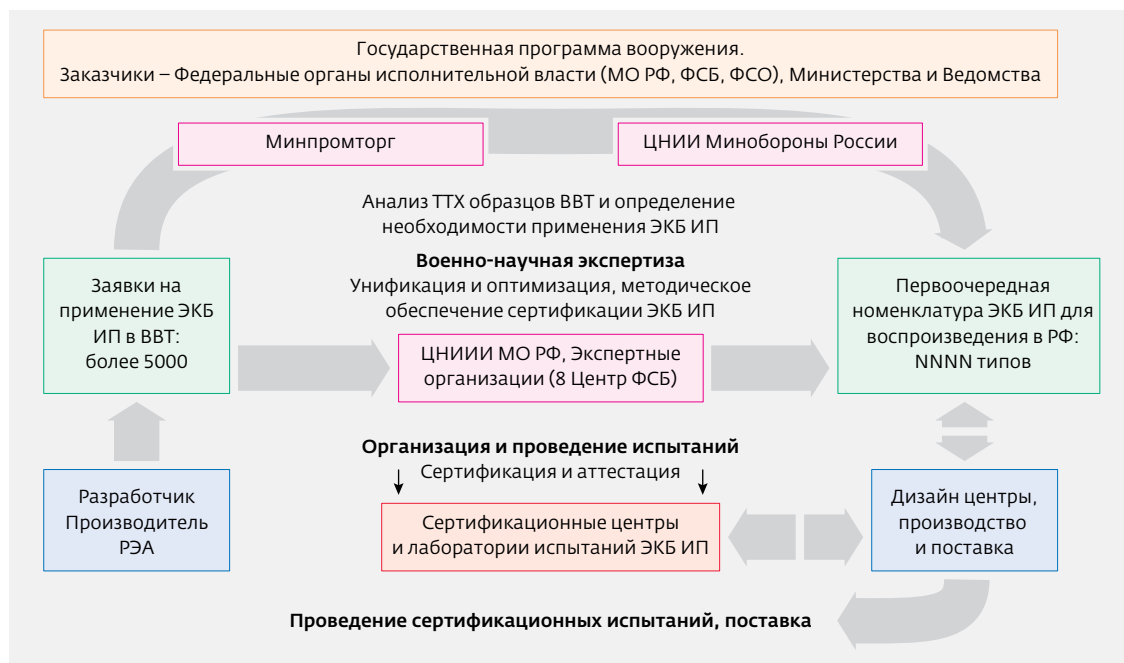 Государственная программа вооружения.
Заказчики – Федеральные органы исполнительной власти (МО РФ, ФСБ, ФСО), Министерства и Ведомства
Минпромторг
ЦНИИ Минобороны России
Анализ ТТХ образцов ВВТ и определение
необходимости применения ЭКБ ИП
Военно-научная экспертиза
Унификация и оптимизация, методическое
обеспечение сертификации ЭКБ ИП
Заявки на
применение ЭКБ
ИП в ВВТ:
более 5000
ЦНИИИ МО РФ, Экспертные
организации (8 Центр ФСБ)
Первоочередная
номенклатура ЭКБ ИП для
воспроизведения в РФ:
NNNN типов
Организация и проведение испытаний
Сертификация и аттестация
Разработчик
Производитель
РЭА
Сертификационные центры
и лаборатории испытаний ЭКБ ИП
Дизайн центры,
производство
и поставка
Проведение сертификационных испытаний, поставка